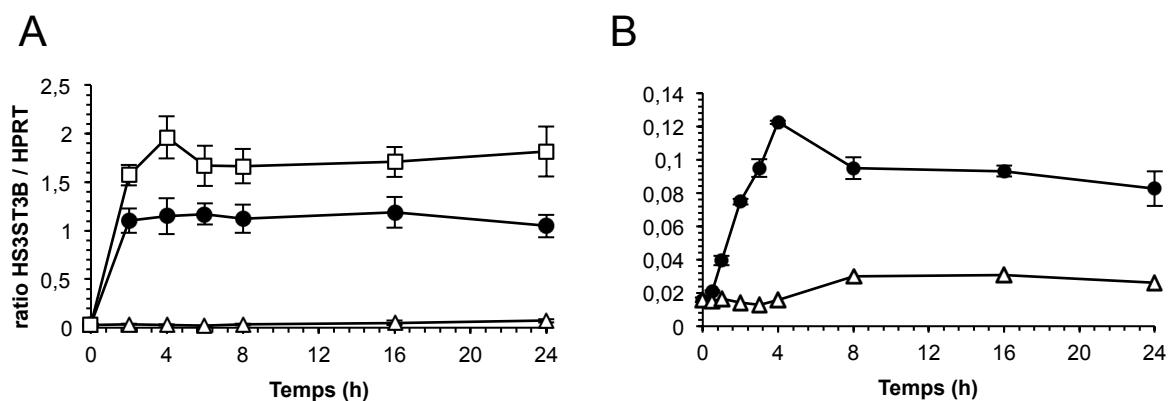 A
B
ratio HS3ST3B / HPRT
2,5
2
1,5
1
0,5
0
0 4 8 12 16 20 24
Temps (h)
0,14
0,12
0,1
0,08
0,06
0,04
0,02
0
0 4 8 12 16 20 24
Temps (h)